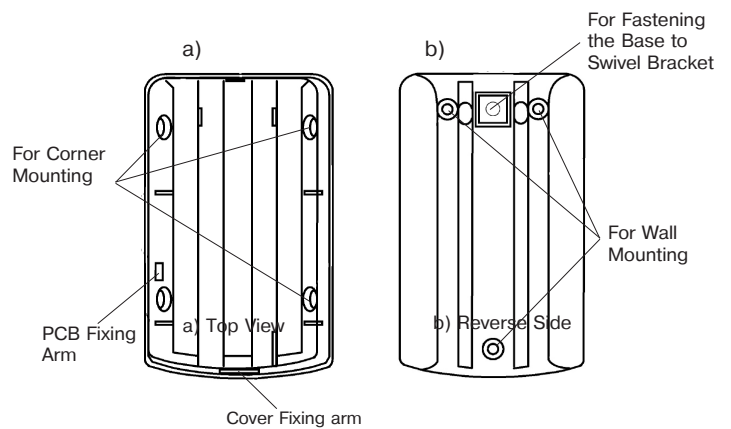 a)
b)
For Fastening
the Base to
Swivel Bracket
For Corner
Mounting
For Wall
Mounting
PCB Fixing
Arm
a) Top View
b) Reverse Side
Cover Fixing arm